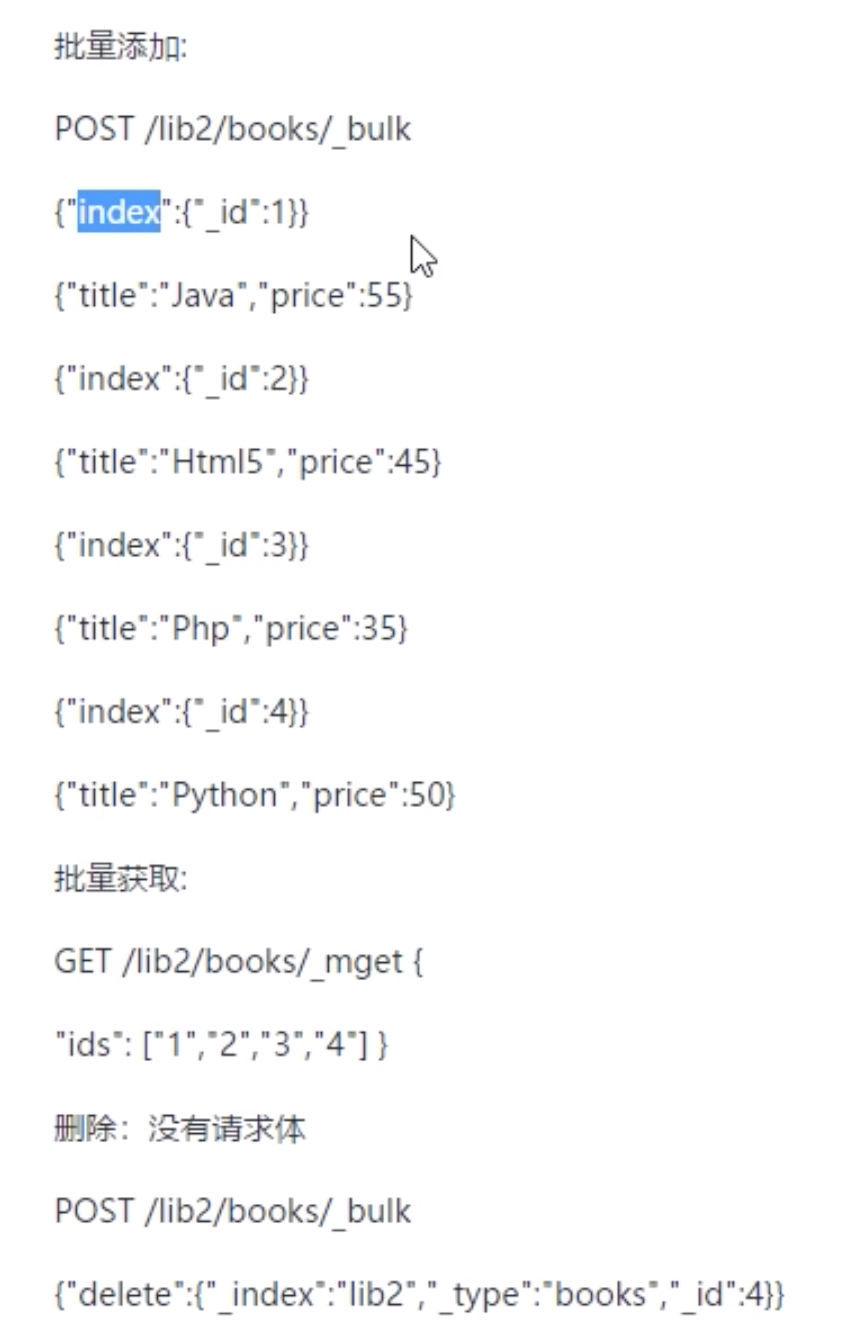 批量添加:
POST /lib2/books/_bulk
{"index":{"_id":1}}
{"title":"Java","price":55}
{"index":{"_id":2}}
{"title":"Html5","price":45}
{"index":{"_id":3}}
{"title":"Php","price":35}
{"index":{"_id":4}}
{"title":"Python","price":50}
批量获取:
GET /lib2/books/_mget {
"ids": ["1","2","3","4"] }
删除：没有请求体
POST /lib2/books/_bulk
{"delete":{"_index":"lib2","_type":"books","_id":4}}